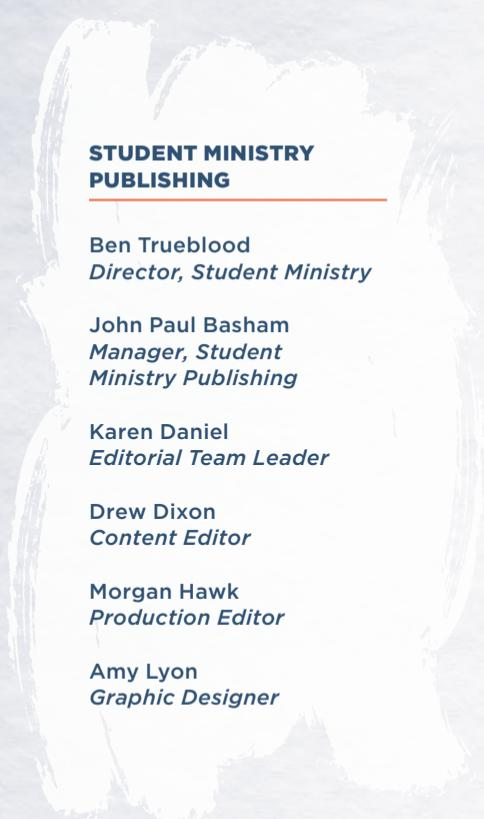 STUDENT MINISTRY
PUBLISHING
Ben Trueblood
Director, Student Ministry
John Paul Basham
Manager, Student
Ministry Publishing
Karen Daniel
Editorial Team Leader
Drew Dixon
Content Editor
Morgan Hawk
Production Editor
Amy Lyon
Graphic Designer